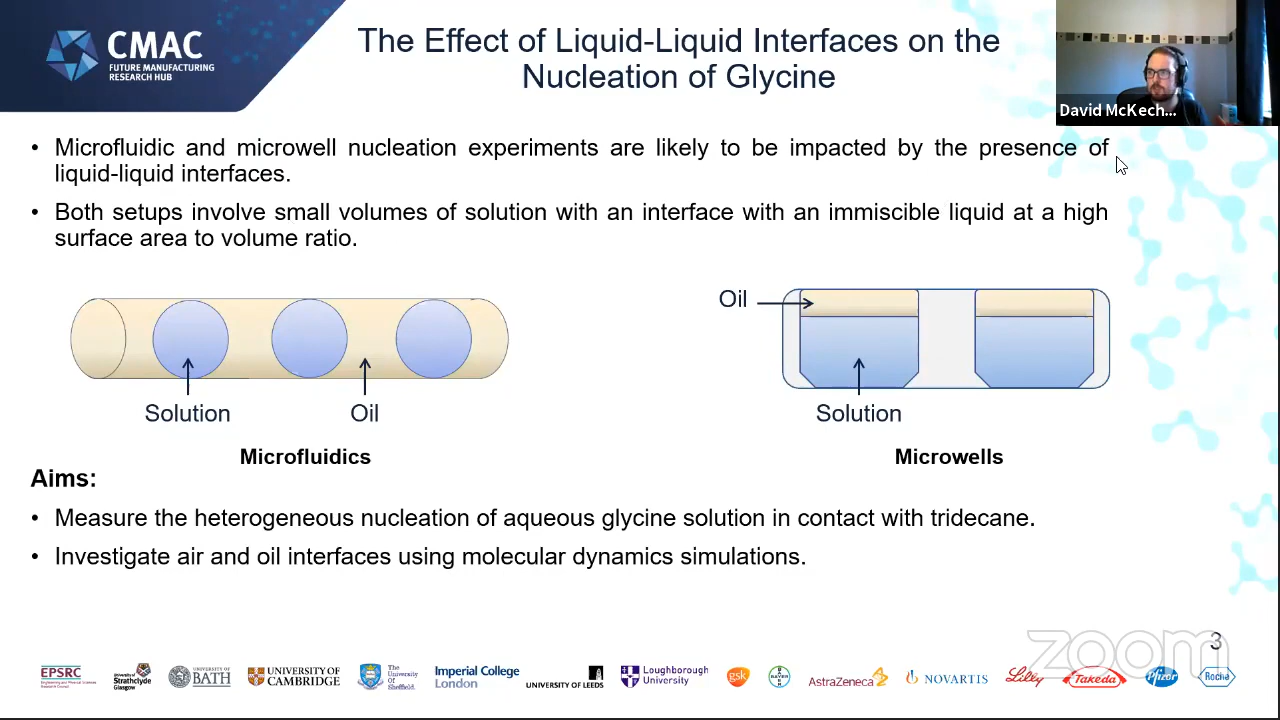 CMAC
FUTURE MANUFACTURING
RESEARCH HUB
The Effect of Liquid-Liquid Interfaces on the
Nucleation of Glycine
David McKech...
• Microfluidic and microwell nucleation experiments are likely to be impacted by the presence of
liquid-liquid interfaces.
• Both setups involve small volumes of solution with an interface with an immiscible liquid at a high
surface area to volume ratio.
Oil
Solution
Oil
Solution
Microfluidics
Microwells
Aims:
• Measure the heterogeneous nucleation of aqueous glycine solution in contact with tridecane.
• Investigate air and oil interfaces using molecular dynamics simulations.
zoom
3
EPSRC
University of
Strathclyde
Glasgow
UNIVERSITY OF
BATH
UNIVERSITY OF
CAMBRIDGE
The
University
Of
Sheffield.
Imperial College
London
UNIVERSITY OF LEEDS
Loughborough
University
gsk
BAYER
AstraZeneca
NOVARTIS
Lilly
Takeda
Pfizer
Roche